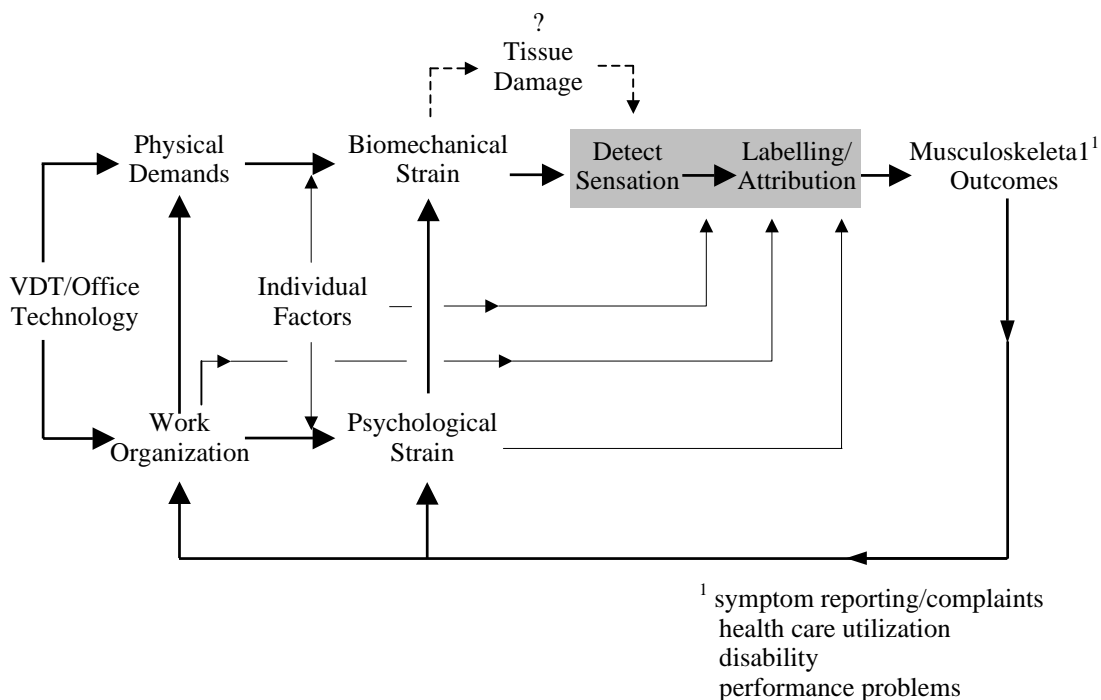 ?
Tissue
Damage
Physical
Demands
Biomechanical
Strain
Detect
Sensation
Labelling/
Attribution
Musculoskeletal1
Outcomes
VDT/Office
Technology
Individual
Factors
Work
Organization
Psychological
Strain
1 symptom reporting/complaints
health care utilization
disability
performance problems